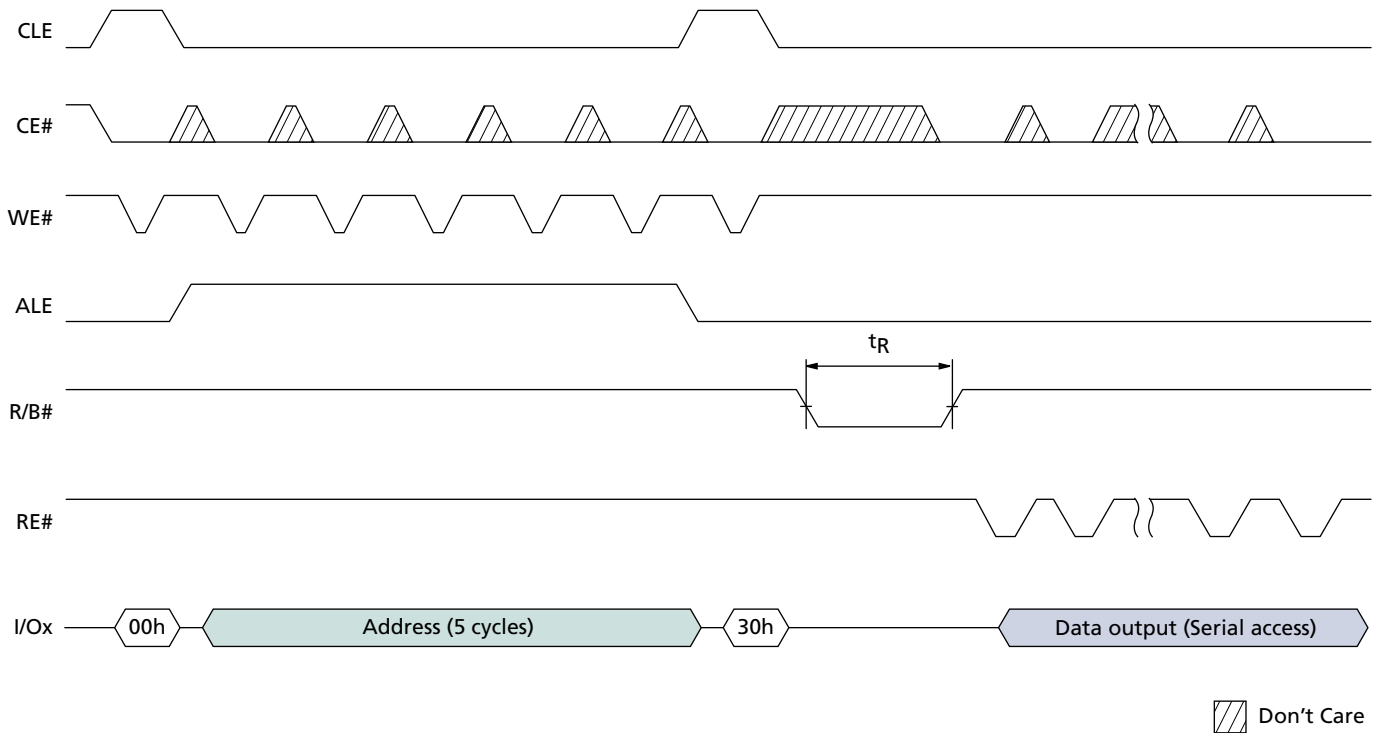 CLE
CE#
WE#
ALE
tR
R/B#
RE#
I/Ox
00h
Address (5 cycles)
30h
Data output (Serial access)
Don't Care